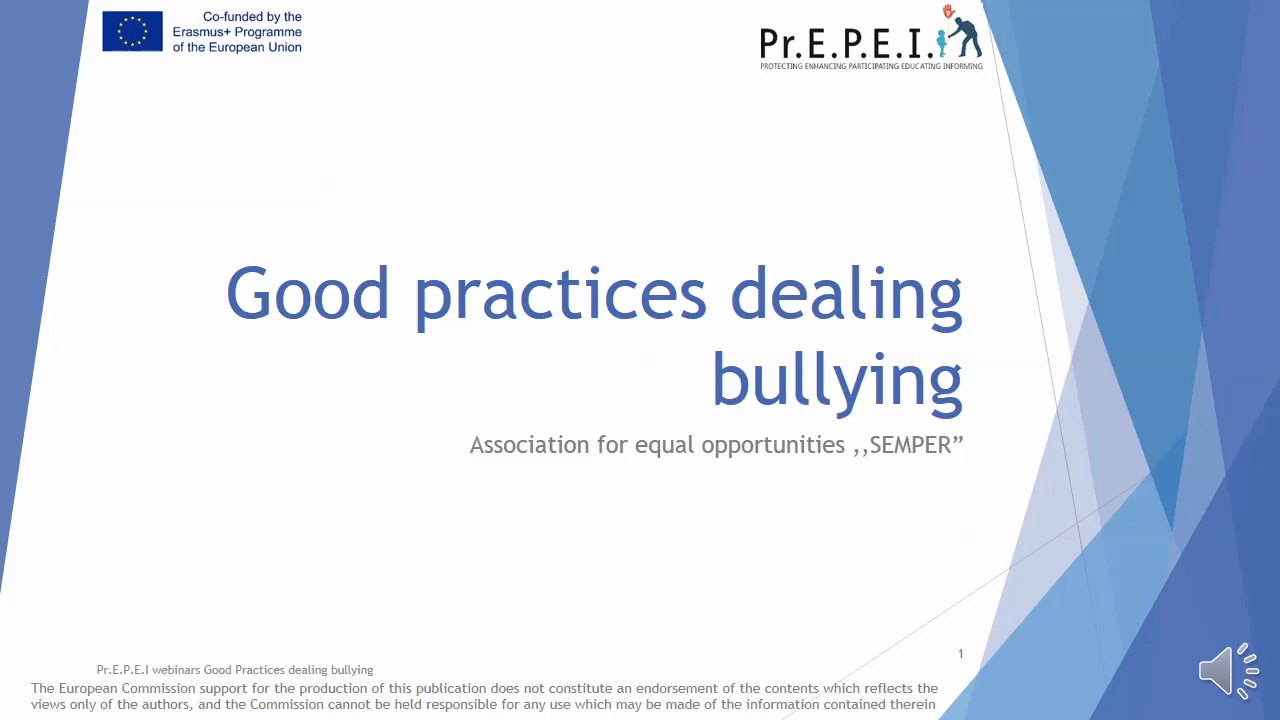 Co-funded by the
Erasmus+ Programme
of the European Union
Pr.E.P.E.I.
PROTECTING ENHANCING PARTICIPATING EDUCATING INFORMING
Good practices dealing
bullying
Association for equal opportunities ,,SEMPER”
1
Pr.E.P.E.I webinars Good Practices dealing bullying
The European Commission support for the production of this publication does not constitute an endorsement of the contents which reflects the
views only of the authors, and the Commission cannot be held responsible for any use which may be made of the information contained therein